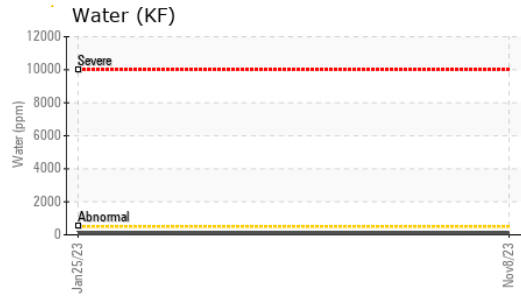 Water (KF)
12000
10000
8000
6000
4000
2000
0
Water (ppm)
Severe
Abnormal
Jan25/23
Nov8/23